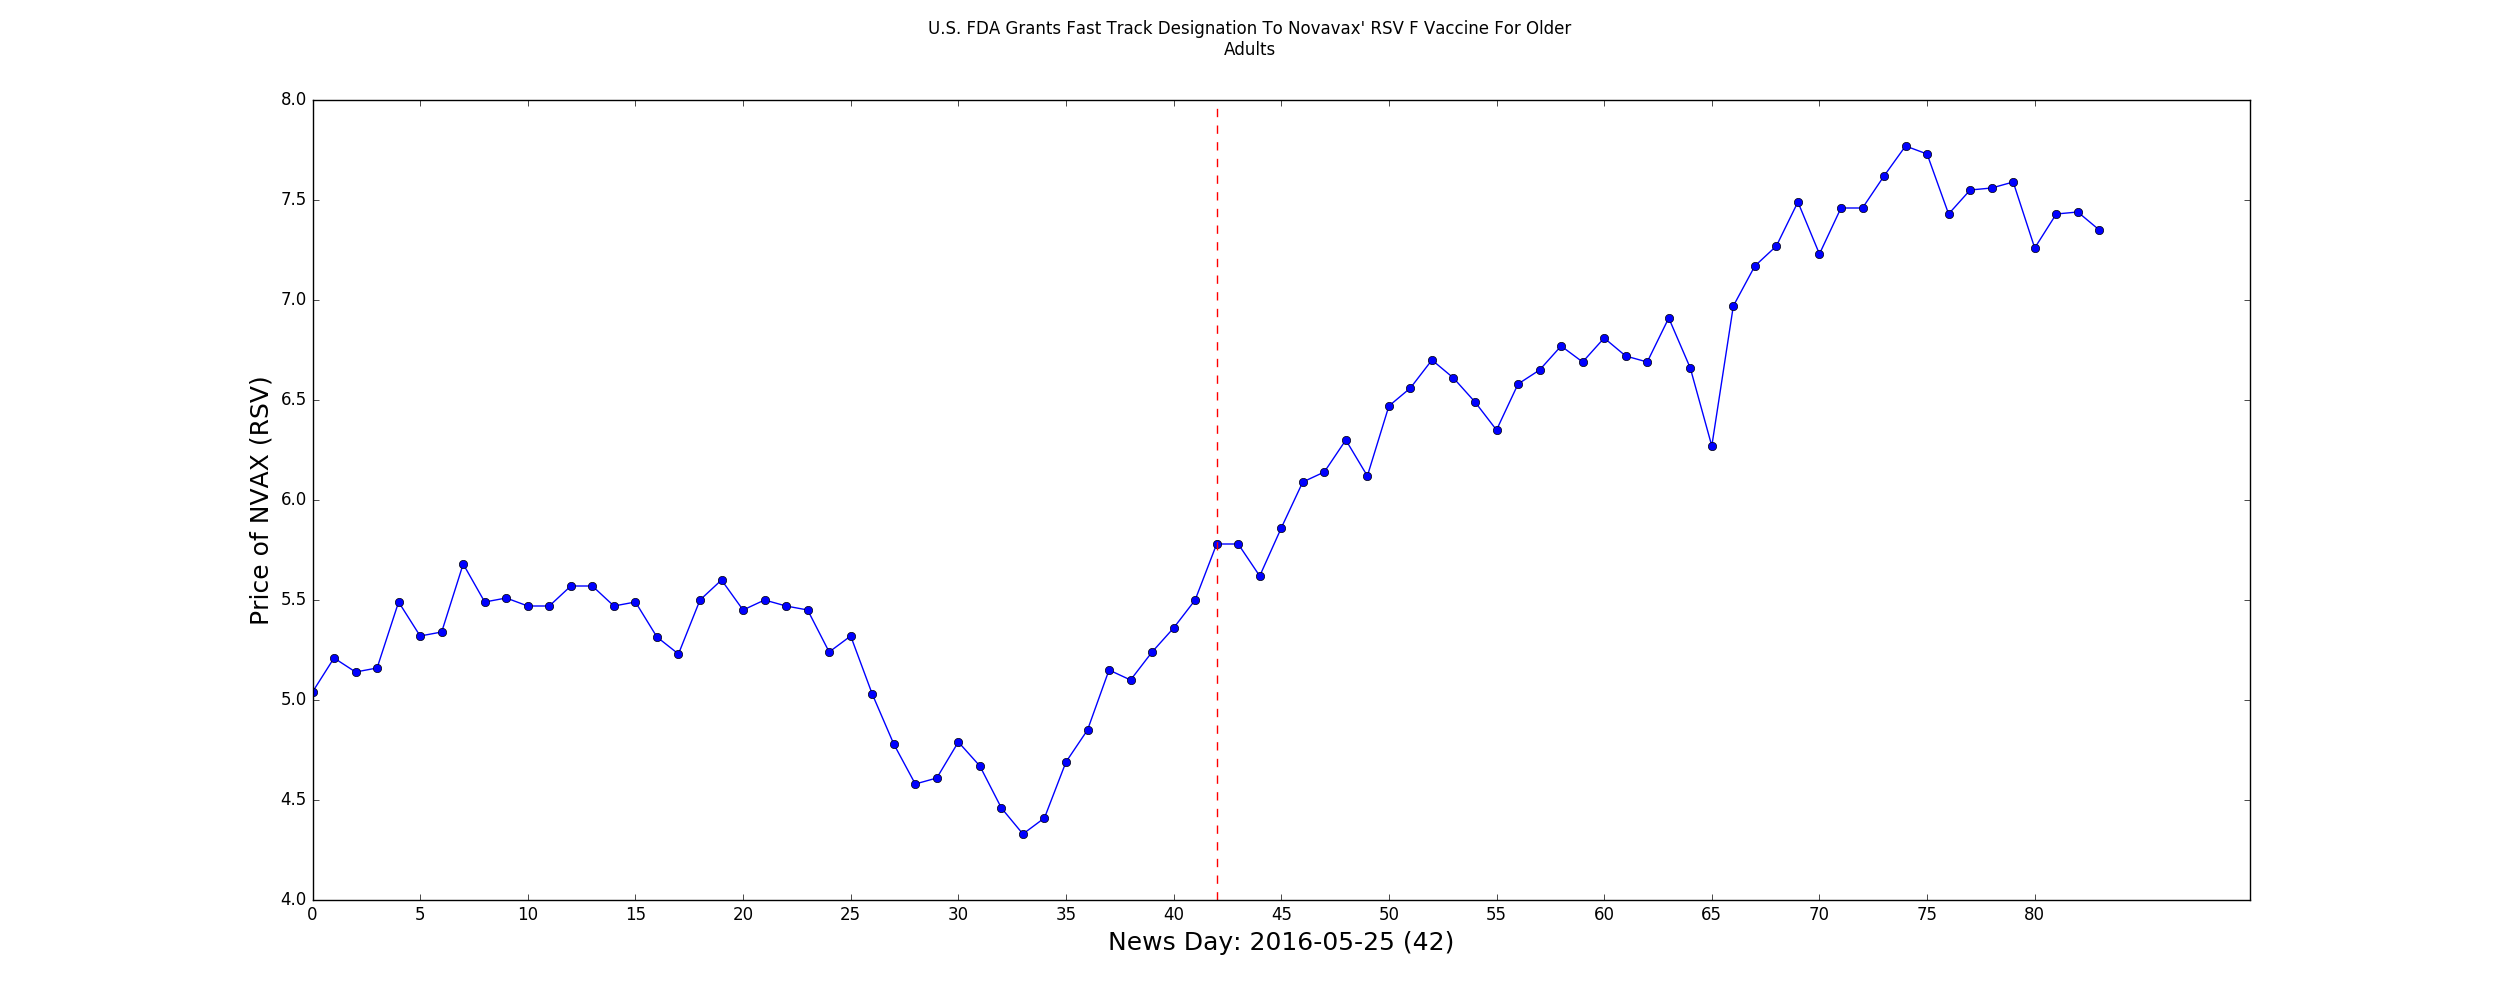 U.S. FDA Grants Fast Track Designation To Novavax' RSV F Vaccine For Older
Adults
8.0
7.5
7.0
6.5
6.0
5.5
5.0
4.5
4.0
Price of NVAX (RSV)
0 5 10 15 20 25 30 35 40 45 50 55 60 65 70 75 80
News Day: 2016-05-25 (42)